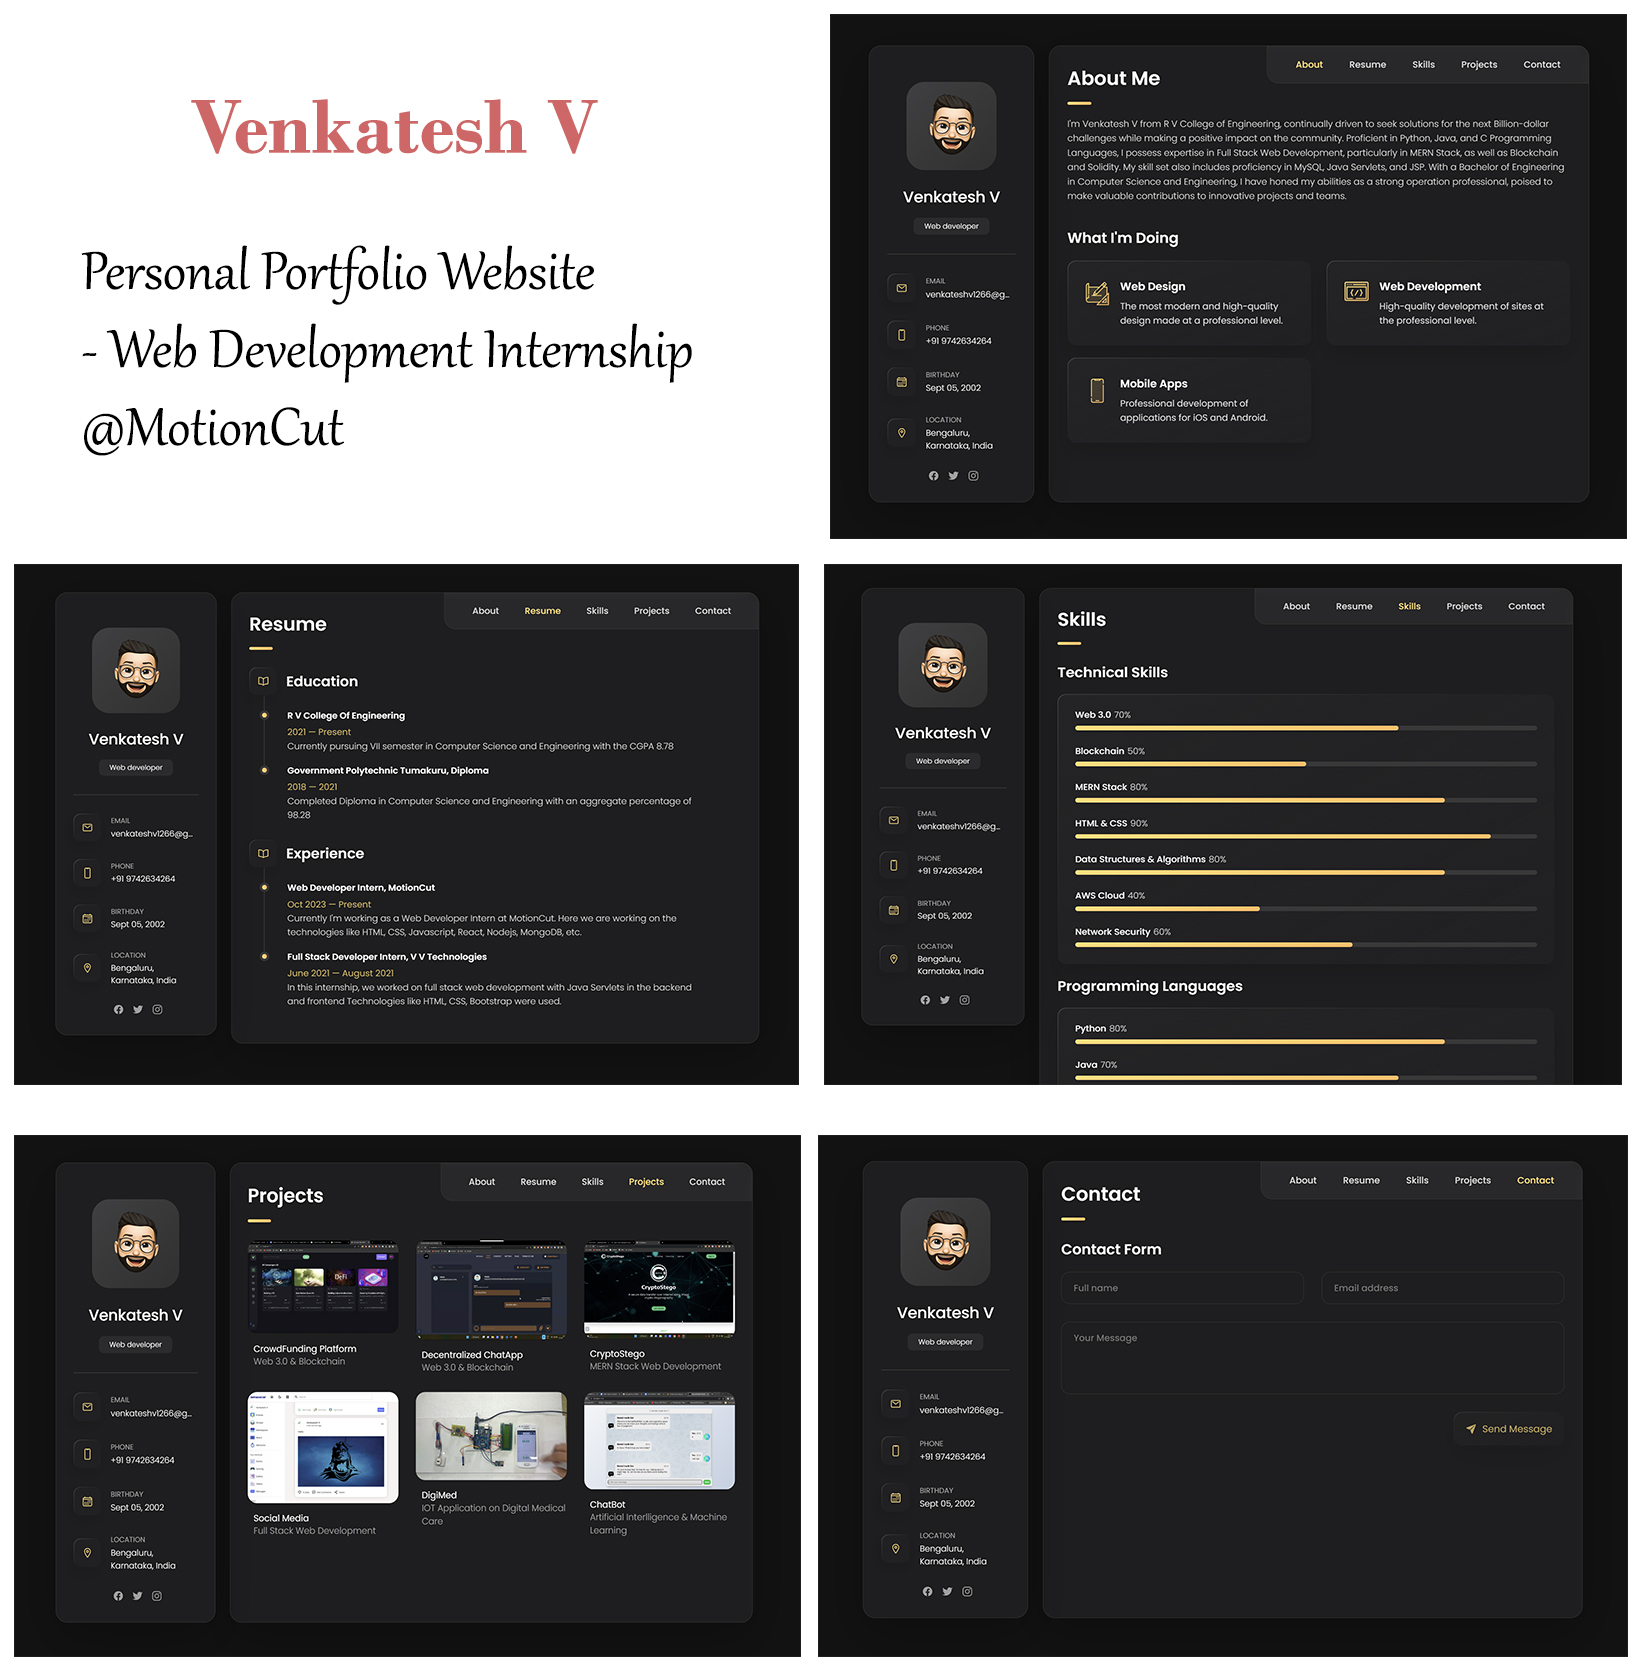 Venkatesh V
Personal Portfolio Website
- Web Development Internship
@MotionCut
Venkatesh V
Web developer
EMAIL
venkateshv1266@g...
PHONE
+91 9742634264
BIRTHDAY
Sept 05, 2002
LOCATION
Bengaluru,
Karnataka, India
About Resume Skills Projects Contact
About Me
I'm Venkatesh V from R V College of Engineering, continually driven to seek solutions for the next Billion-dollar
challenges while making a positive impact on the community. Proficient in Python, Java, and C Programming
Languages, I possess expertise in Full Stack Web Development, particularly in MERN Stack, as well as Blockchain
and Solidity. My skill set also includes proficiency in MySQL, Java Servlets, and JSP. With a Bachelor of Engineering
in Computer Science and Engineering, I have honed my abilities as a strong operation professional, poised to
make valuable contributions to innovative projects and teams.
What I'm Doing
Web Design
The most modern and high-quality
design made at a professional level.
Web Development
High-quality development of sites at
the professional level.
Mobile Apps
Professional development of
applications for iOS and Android.
Venkatesh V
Web developer
EMAIL
venkateshv1266@g...
PHONE
+91 9742634264
BIRTHDAY
Sept 05, 2002
LOCATION
Bengaluru,
Karnataka, India
About Resume Skills Projects Contact
Resume
Education
R V College Of Engineering
2021 — Present
Currently pursuing VII semester in Computer Science and Engineering with the CGPA 8.78
Government Polytechnic Tumakuru, Diploma
2018 — 2021
Completed Diploma in Computer Science and Engineering with an aggregate percentage of
98.28
Experience
Web Developer Intern, MotionCut
Oct 2023 — Present
Currently I'm working as a Web Developer Intern at MotionCut. Here we are working on the
technologies like HTML, CSS, Javascript, React, Nodejs, MongoDB, etc.
Full Stack Developer Intern, V V Technologies
June 2021 — August 2021
In this internship, we worked on full stack web development with Java Servlets in the backend
and frontend Technologies like HTML, CSS, Bootstrap were used.
Venkatesh V
Web developer
EMAIL
venkateshv1266@g...
PHONE
+91 9742634264
BIRTHDAY
Sept 05, 2002
LOCATION
Bengaluru,
Karnataka, India
About Resume Skills Projects Contact
Skills
Technical Skills
Web 3.0 70%
Blockchain 50%
MERN Stack 80%
HTML & CSS 90%
Data Structures & Algorithms 80%
AWS Cloud 40%
Network Security 60%
Programming Languages
Python 80%
Java 70%
Venkatesh V
Web developer
EMAIL
venkateshv1266@g...
PHONE
+91 9742634264
BIRTHDAY
Sept 05, 2002
LOCATION
Bengaluru,
Karnataka, India
About Resume Skills Projects Contact
Projects
CrowdFunding Platform
Web 3.0 & Blockchain
Decentralized ChatApp
Web 3.0 & Blockchain
CryptoStego
CryptoStego
MERN Stack Web Development
Social Media
Full Stack Web Development
DigiMed
IOT Application on Digital Medical
Care
ChatBot
Artificial Interlligence & Machine
Learning
Venkatesh V
Web developer
EMAIL
venkateshv1266@g...
PHONE
+91 9742634264
BIRTHDAY
Sept 05, 2002
LOCATION
Bengaluru,
Karnataka, India
About Resume Skills Projects Contact
Contact
Contact Form
Full name
Email address
Your Message
Send Message